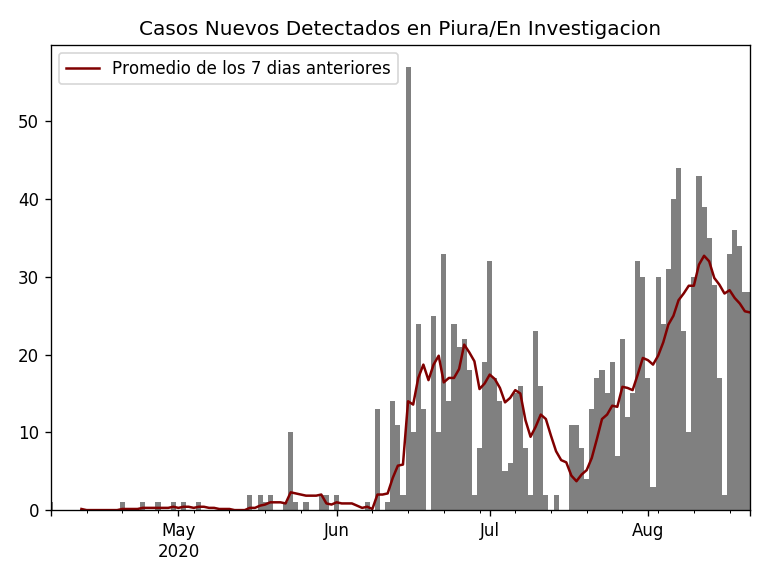 Casos Nuevos Detectados en Piura/En Investigacion
Promedio de los 7 dias anteriores
50
40
30
20
10
0
May
2020
Jun
Jul
Aug